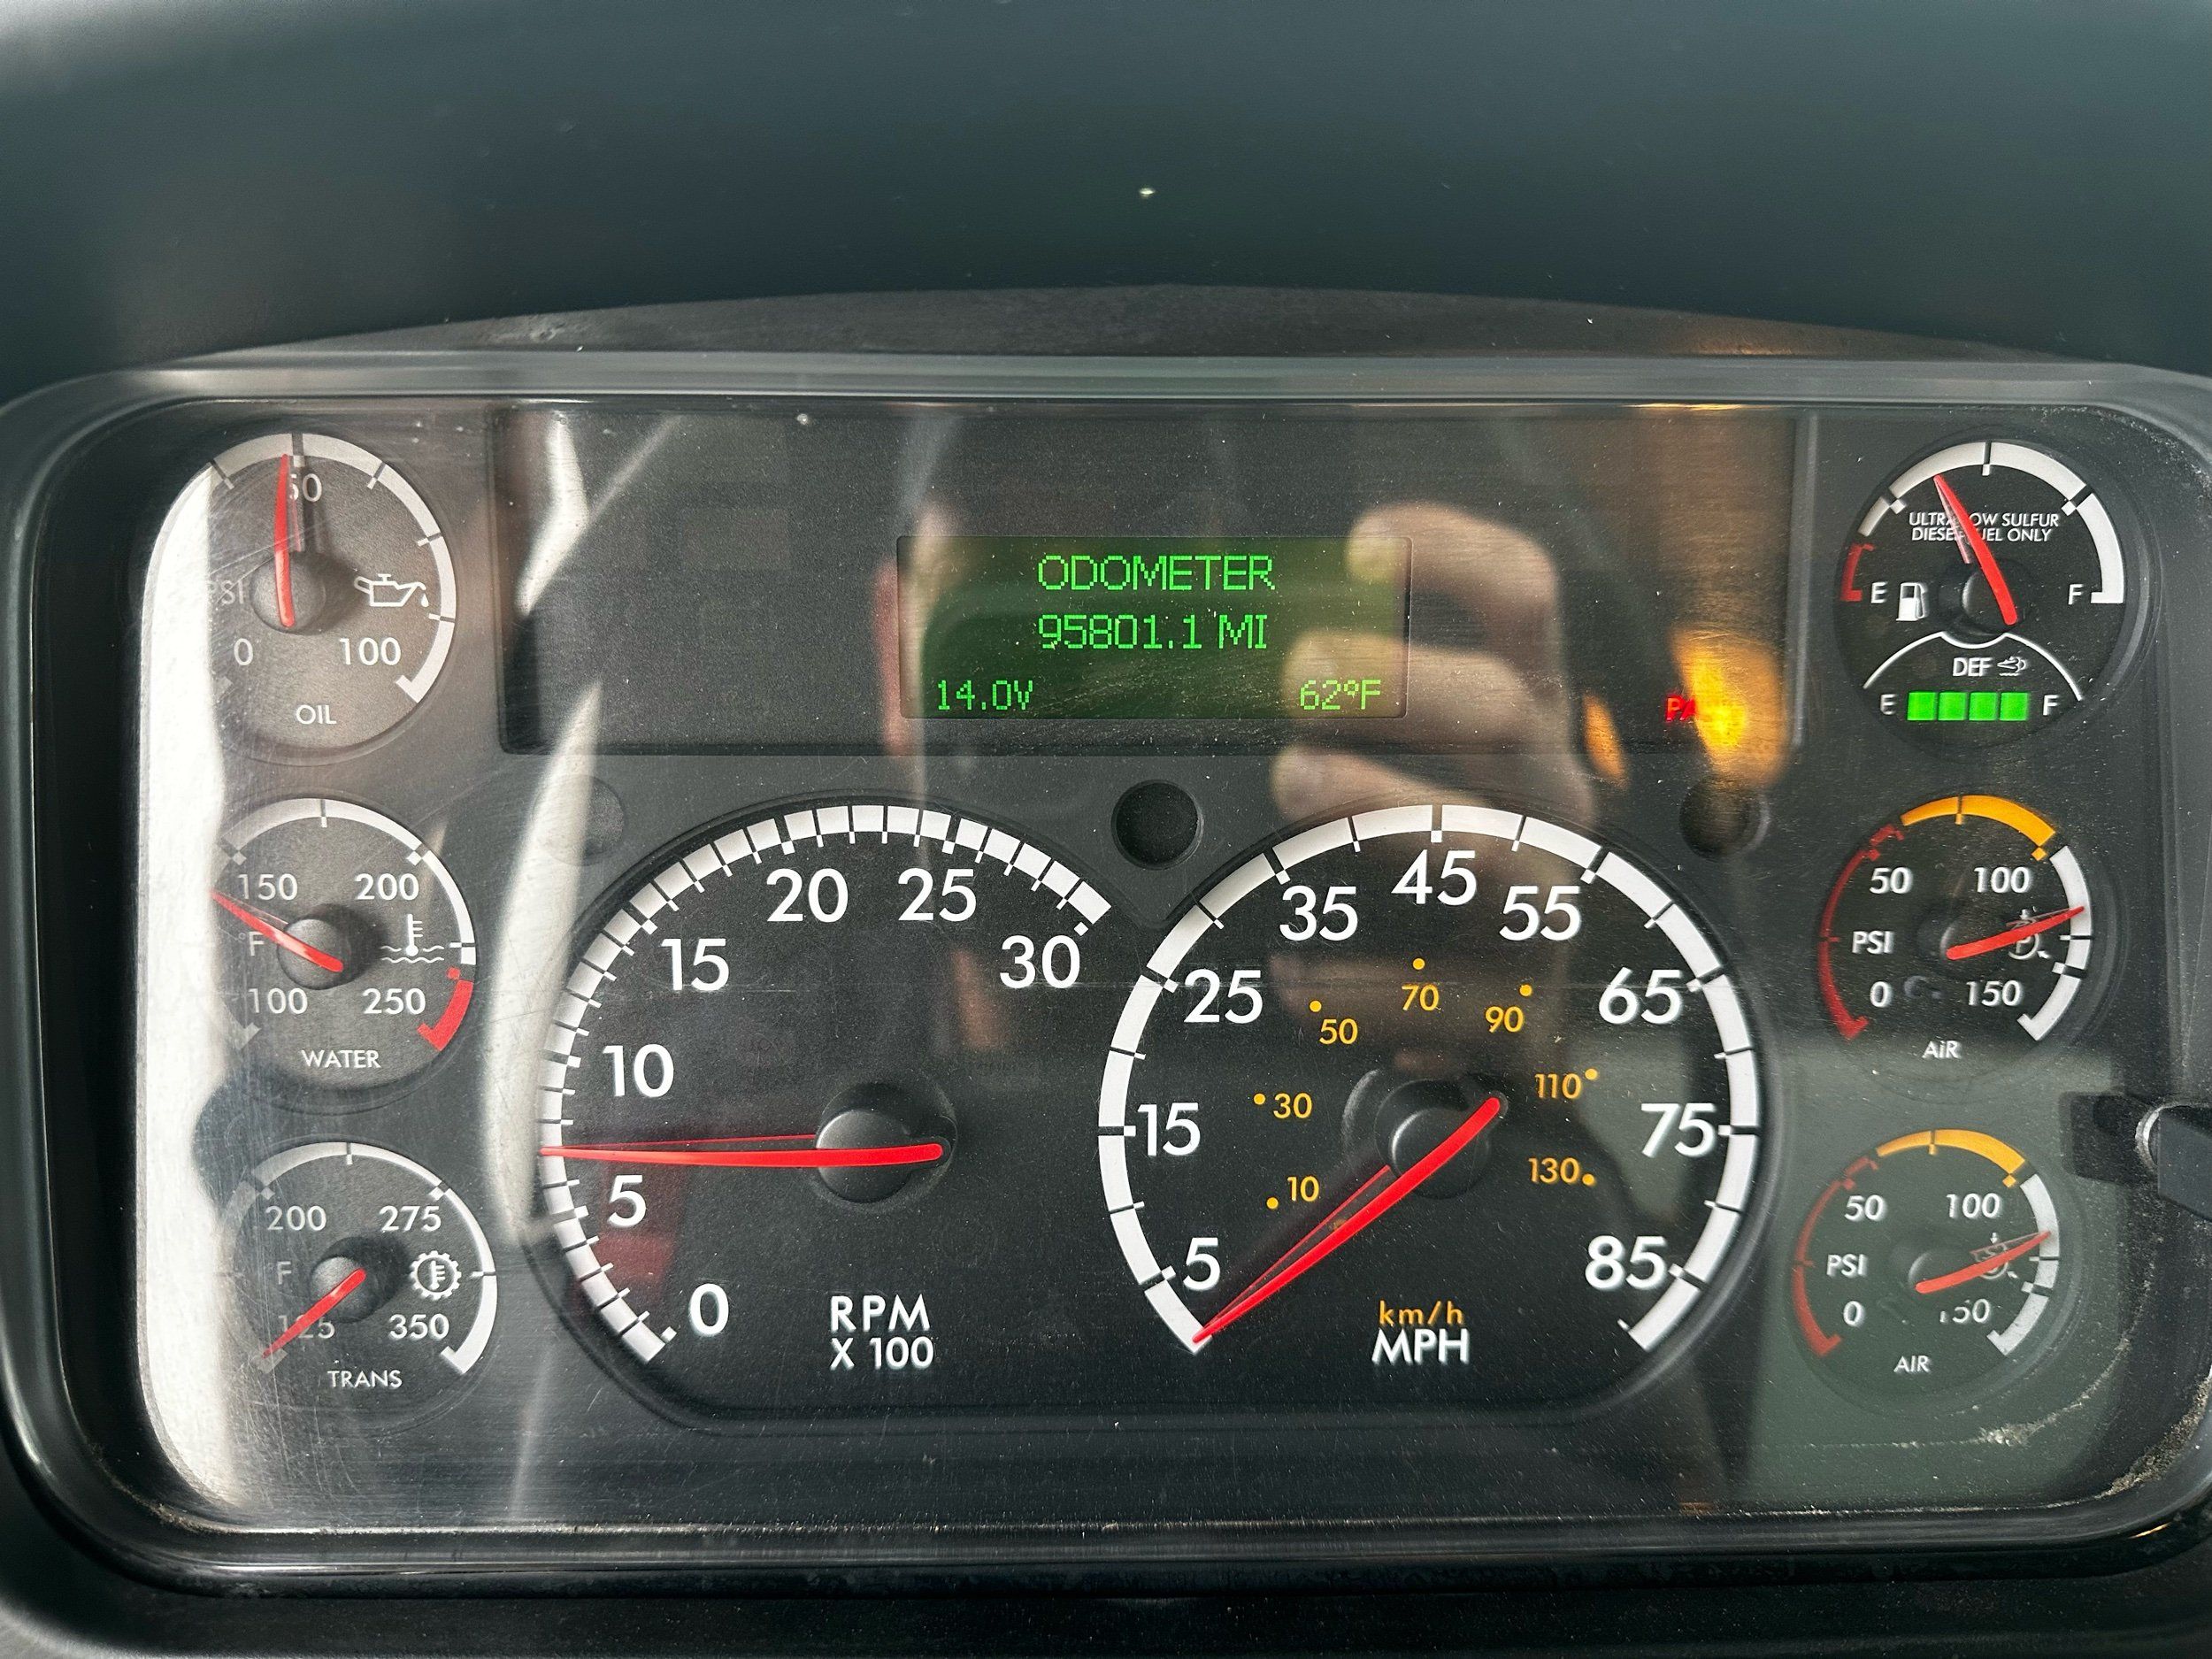 50
PSI
0 100
OIL
ODOMETER
95801.1 MI
14.0V 62°F
DIESEL FUEL ONLY
E F
DEF
E F
150 200
F
100 250
WATER
200 275
F
125 350
TRANS
0
5
10
15
20
25
30
RPM
X 100
5
15
25
35
45
55
65
75
85
10
30
50
70
90
110
130
km/h
MPH
50 100
PSI
0 150
AiR
50 100
PSI
0 150
AIR